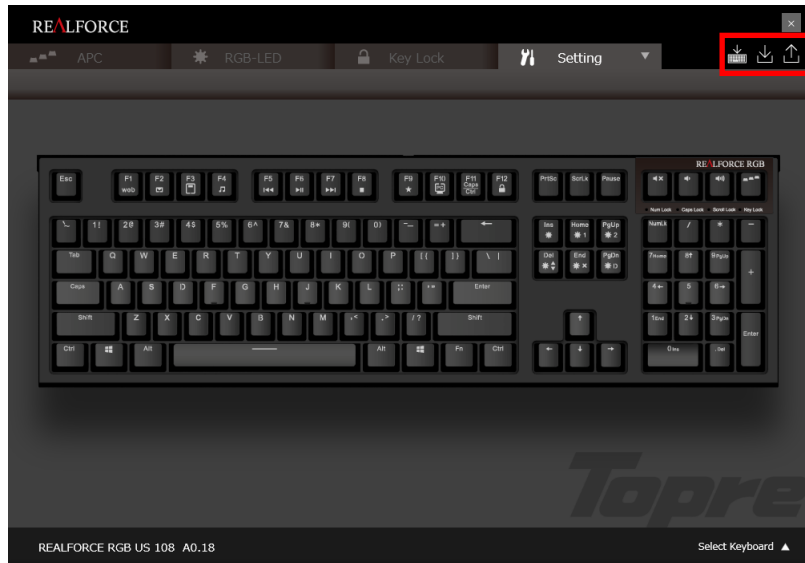 REALFORCE
APC RGB-LED Key Lock Setting
REALFORCE RGB
Esc F1 F2 F3 F4 F5 F6 F7 F8 F9 F10 F11 F12 PrtSc ScrLk Pause
web Caps
Ctrl
Num Lock Caps Lock Scroll Lock Key Lock
1! 2@ 3# 4$ 5% 6^ 7& 8* 9( 0) -_ =+ Ins Home PgUp NumLk / * -
1 2
Tab Q W E R T Y U I O P [{ ]} \| Del End PgDn 7Home 8 9PgUp +
Caps A S D F G H J K L ;: '" Enter 4 5 6
Shift Z X C V B N M ,< .> /? Shift 1End 2 3PgDn Enter
Ctrl Alt Alt Fn Ctrl 0Ins .Del
Topre
REALFORCE RGB US 108 A0.18 Select Keyboard